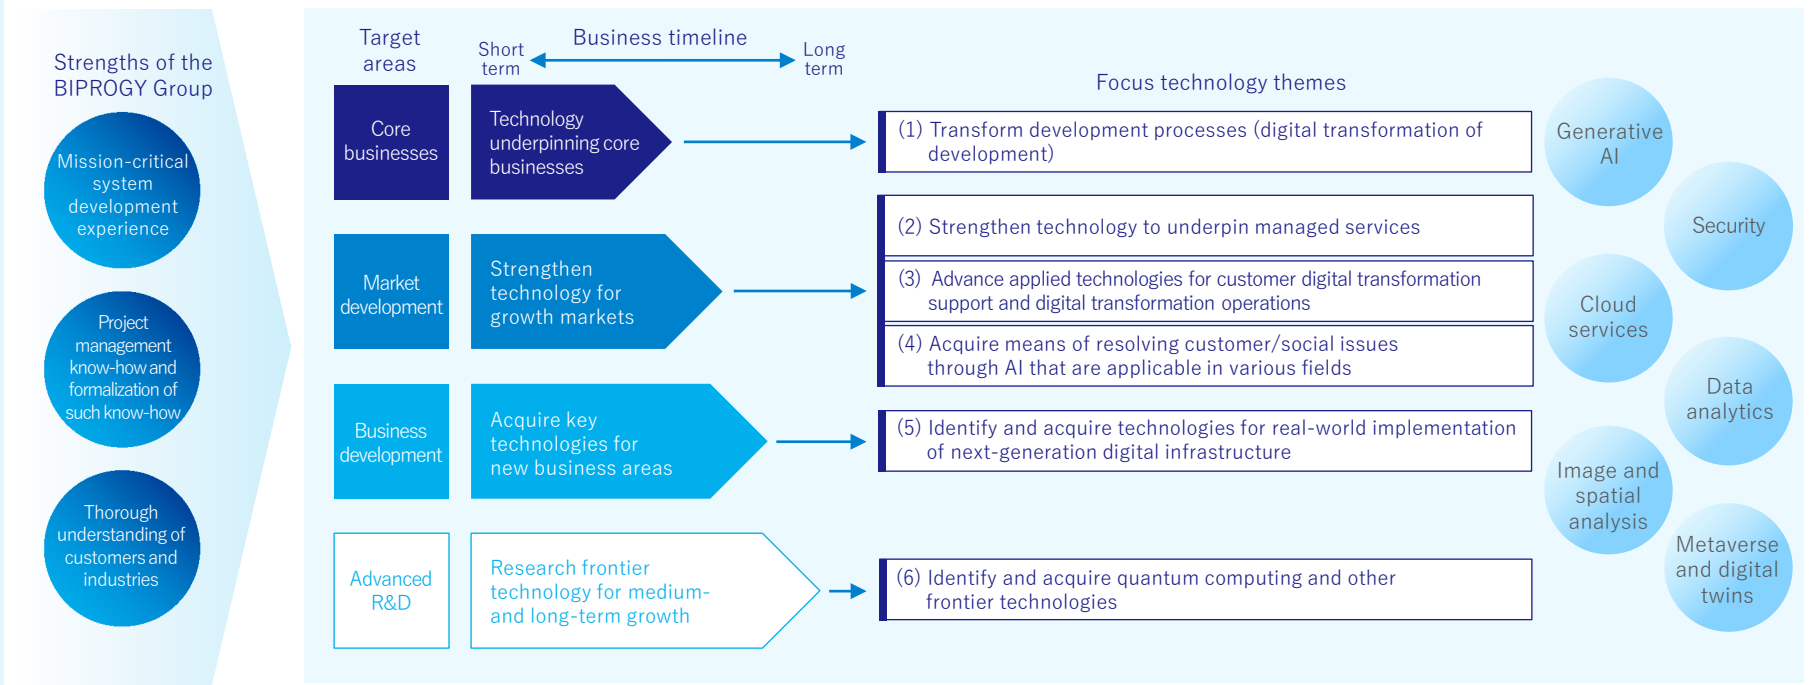 Strengths of the
BIPROGY Group
Mission-critical
system
development
experience
Project
management
know-how and
formalization of
such know-how
Thorough
understanding of
customers and
industries
Target
areas
Business timeline
Short
term
Long
term
Focus technology themes
Core
businesses
Technology
underpinning core
businesses
(1) Transform development processes (digital transformation of
development)
Market
development
Strengthen
technology for
growth markets
(2) Strengthen technology to underpin managed services
(3) Advance applied technologies for customer digital transformation
support and digital transformation operations
(4) Acquire means of resolving customer/social issues
through AI that are applicable in various fields
Business
development
Acquire key
technologies for
new business areas
(5) Identify and acquire technologies for real-world implementation
of next-generation digital infrastructure
Advanced
R&D
Research frontier
technology for medium-
and long-term growth
(6) Identify and acquire quantum computing and other
frontier technologies
Generative
AI
Security
Cloud
services
Data
analytics
Image and
spatial
analysis
Metaverse
and digital
twins